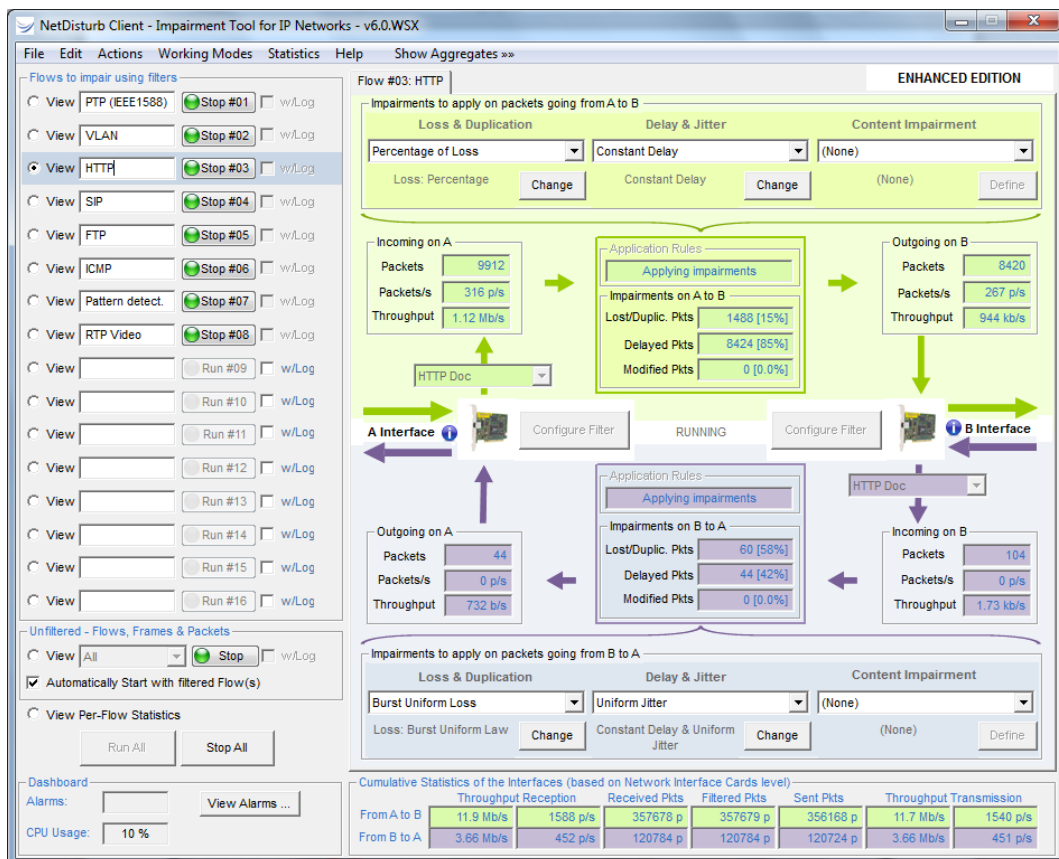 NetDisturb Client - Impairment Tool for IP Networks - v6.0.WSX
File Edit Actions Working Modes Statistics Help Show Aggregates »»
Flows to impair using filters
View PTP (IEEE1588) Stop #01 w/Log
View VLAN Stop #02 w/Log
View HTTP Stop #03 w/Log
View SIP Stop #04 w/Log
View FTP Stop #05 w/Log
View ICMP Stop #06 w/Log
View Pattern detect. Stop #07 w/Log
View RTP Video Stop #08 w/Log
View Run #09 w/Log
View Run #10 w/Log
View Run #11 w/Log
View Run #12 w/Log
View Run #13 w/Log
View Run #14 w/Log
View Run #15 w/Log
View Run #16 w/Log
Unfiltered - Flows, Frames & Packets
View All Stop w/Log
Automatically Start with filtered Flow(s)
View Per-Flow Statistics
Run All Stop All
Dashboard
Alarms: View Alarms ...
CPU Usage: 10 %
Flow #03: HTTP ENHANCED EDITION
Impairments to apply on packets going from A to B
Loss & Duplication Delay & Jitter Content Impairment
Percentage of Loss Constant Delay (None)
Loss: Percentage Change Constant Delay Change (None) Define
Incoming on A
Packets 9912
Packets/s 316 p/s
Throughput 1.12 Mb/s
HTTP Doc
Application Rules
Applying impairments
Impairments on A to B
Lost/Duplic. Pkts 1488 [15%]
Delayed Pkts 8424 [85%]
Modified Pkts 0 [0.0%]
Outgoing on B
Packets 8420
Packets/s 267 p/s
Throughput 944 kb/s
A Interface Configure Filter RUNNING Configure Filter B Interface
HTTP Doc
Outgoing on A
Packets 44
Packets/s 0 p/s
Throughput 732 b/s
Application Rules
Applying impairments
Impairments on B to A
Lost/Duplic. Pkts 60 [58%]
Delayed Pkts 44 [42%]
Modified Pkts 0 [0.0%]
Incoming on B
Packets 104
Packets/s 0 p/s
Throughput 1.73 kb/s
Impairments to apply on packets going from B to A
Loss & Duplication Delay & Jitter Content Impairment
Burst Uniform Loss Uniform Jitter (None)
Loss: Burst Uniform Law Change Constant Delay & Uniform Jitter Change (None) Define
Cumulative Statistics of the Interfaces (based on Network Interface Cards level)
Throughput Reception Received Pkts Filtered Pkts Sent Pkts Throughput Transmission
From A to B 11.9 Mb/s 1588 p/s 357678 p 357679 p 356168 p 11.7 Mb/s 1540 p/s
From B to A 3.66 Mb/s 452 p/s 120784 p 120784 p 120724 p 3.66 Mb/s 451 p/s